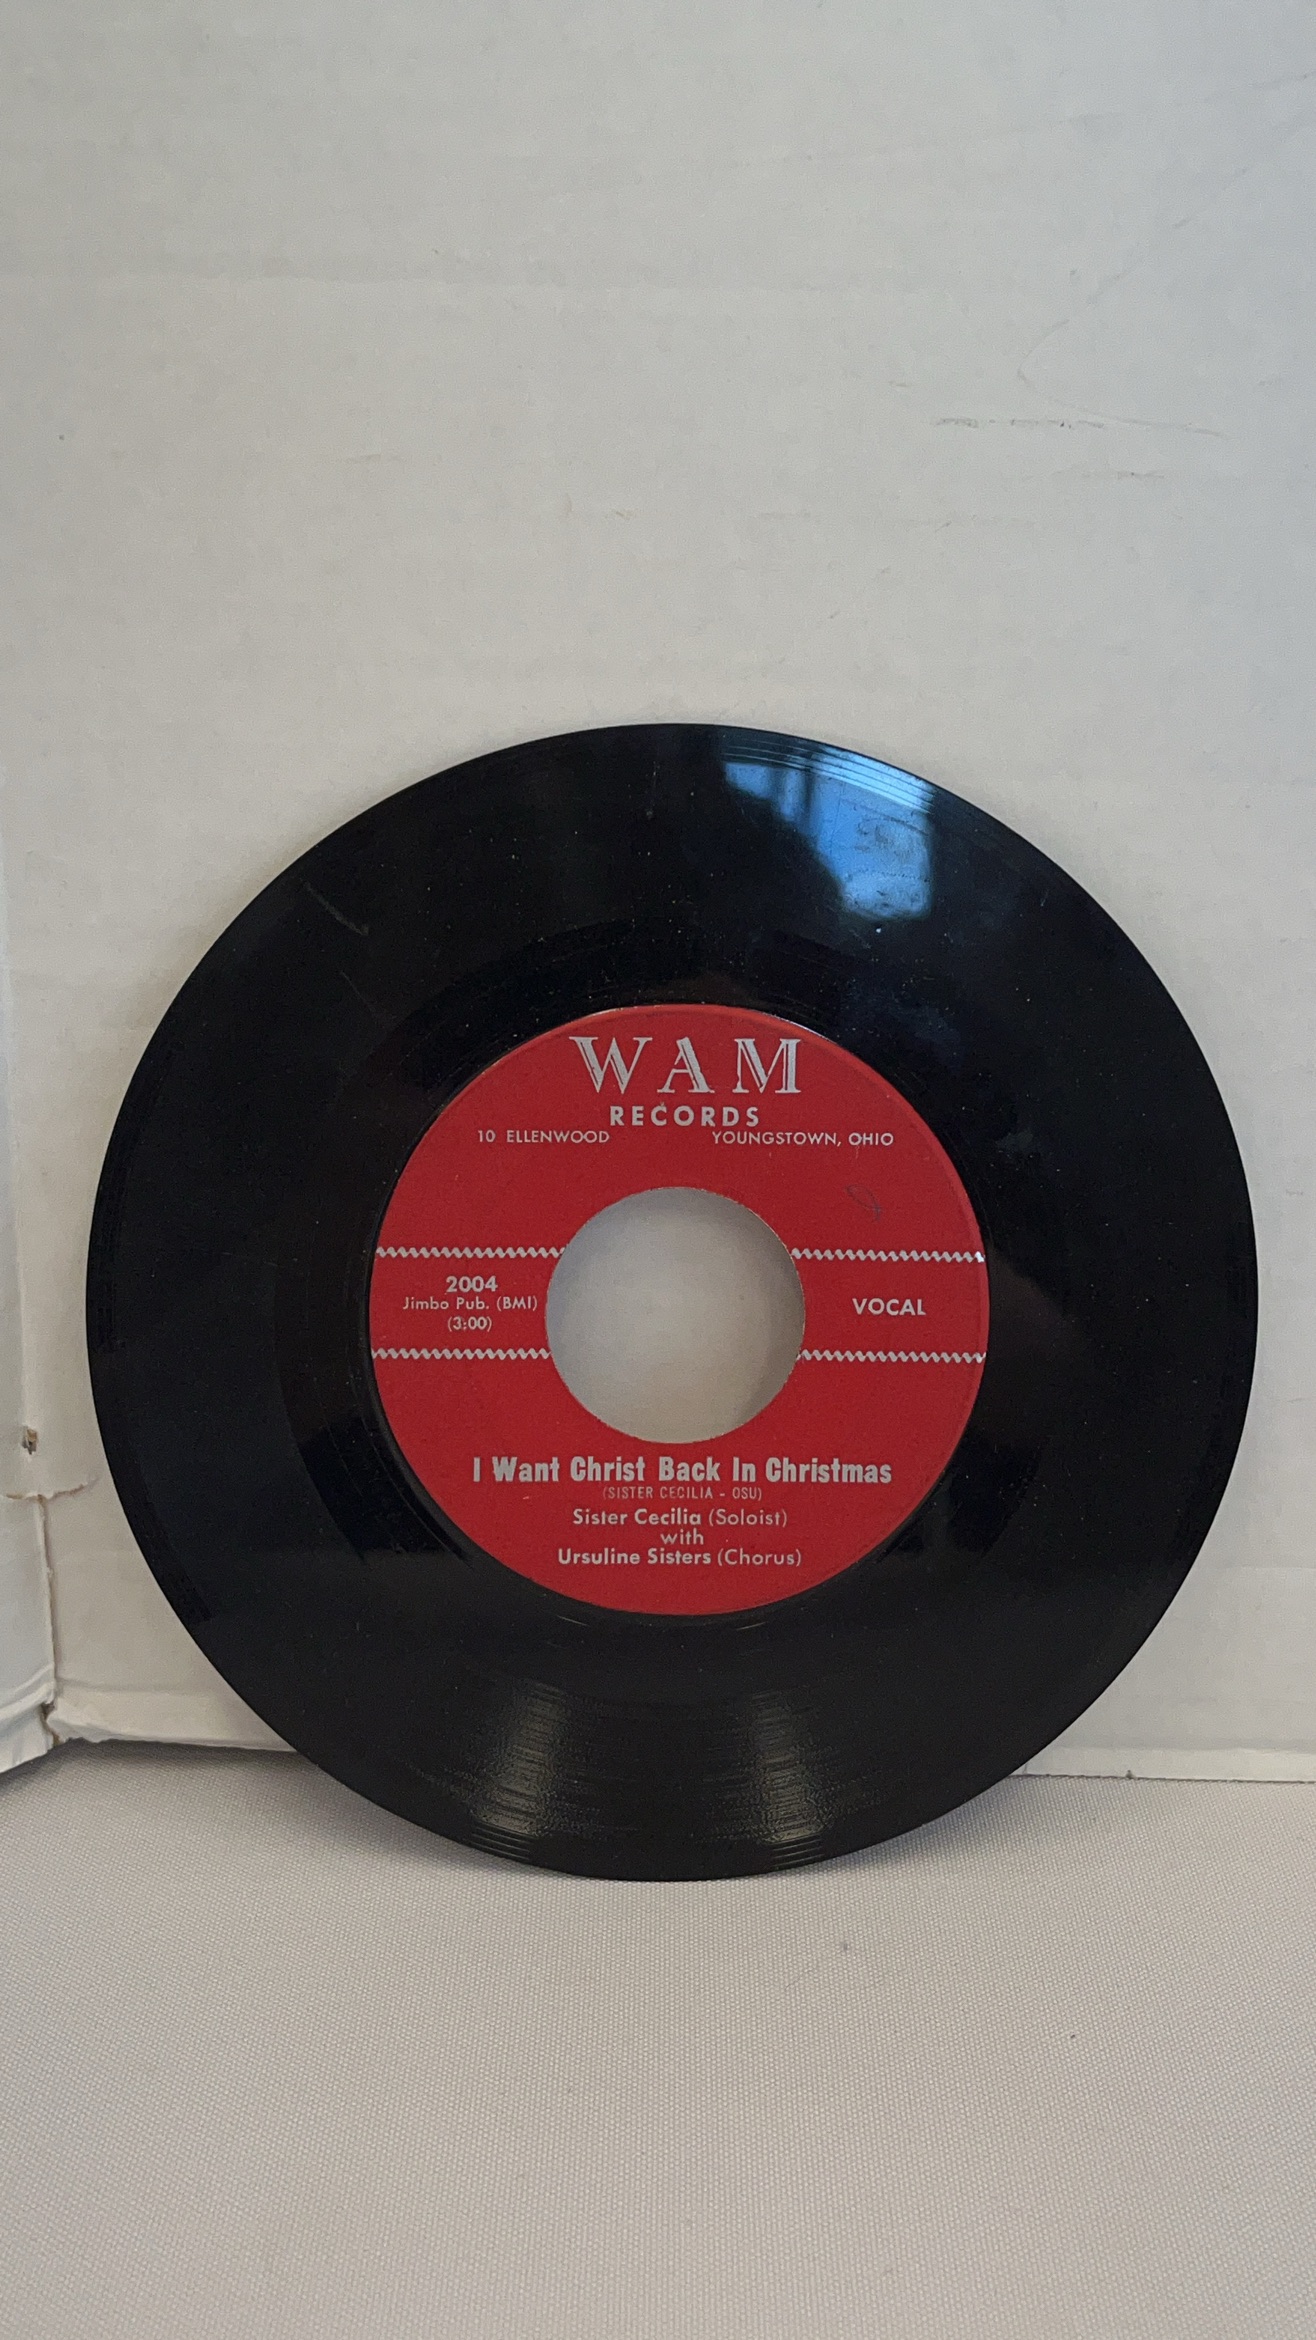 WAM
RECORDS
10 ELLENWOOD YOUNGSTOWN, OHIO
2004
Jimbo Pub. (BMI)
(3:00)
VOCAL
I Want Christ Back In Christmas
(SISTER CECILIA - OSU)
Sister Cecilia (Soloist)
with
Ursuline Sisters (Chorus)